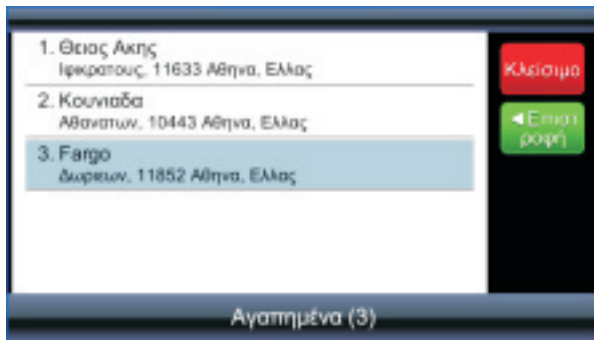 1. Θειος Ακης
Ιφικρατους, 11633 Αθηνα, Ελλας
Κλείσιμο
2. Κουνιαδα
Αθανατων, 10443 Αθηνα, Ελλας
◄Επιστ
ροφή
3. Fargo
Δωριεων, 11852 Αθηνα, Ελλας
Αγαπημένα (3)